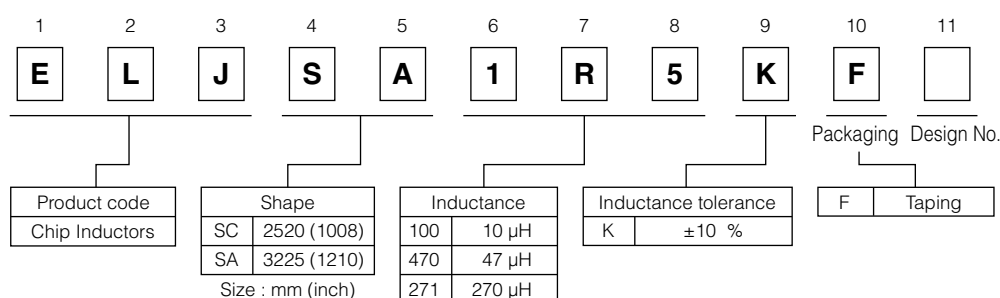 1 2 3 4 5 6 7 8 9 10 11
E L J S A 1 R 5 K F
Packaging Design No.
Product code
Chip Inductors
Shape
SC 2520 (1008)
SA 3225 (1210)
Size : mm (inch)
Inductance
100 10 μH
470 47 μH
271 270 μH
Inductance tolerance
K ±10 %
F Taping